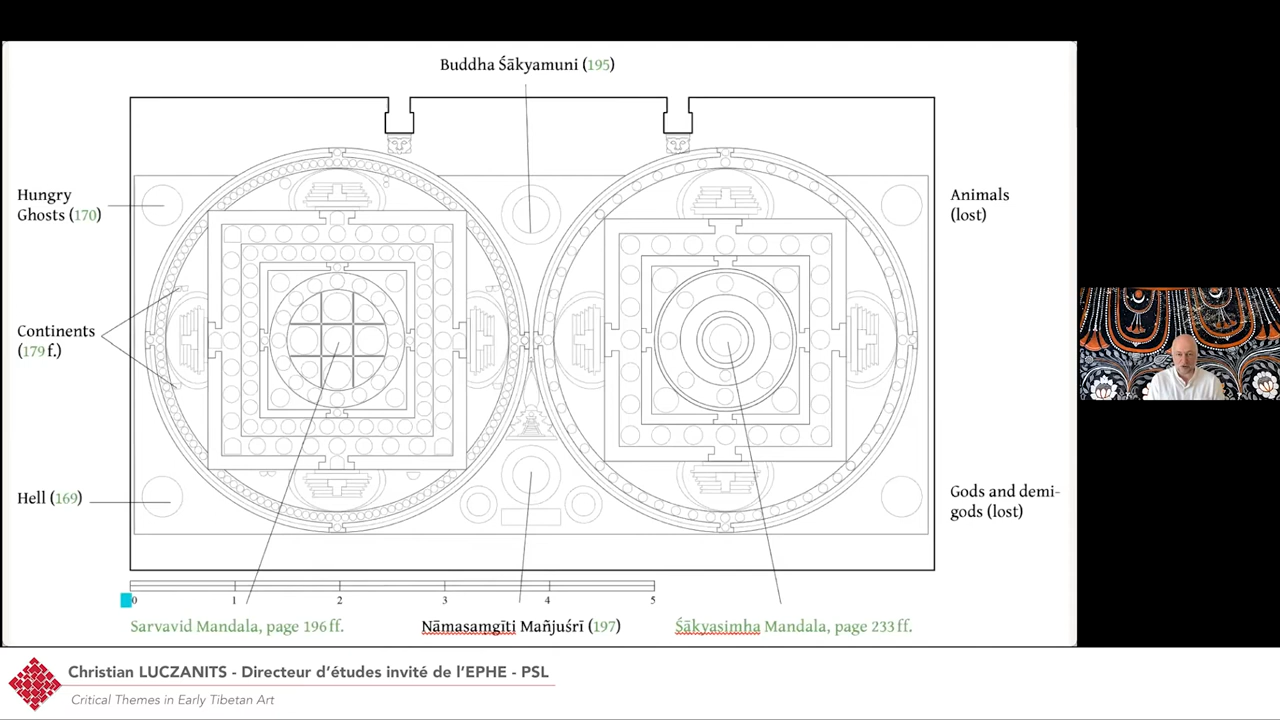 Buddha Śākyamuni (195)
Hungry
Ghosts (170)
Animals
(lost)
Continents
(179 f.)
Hell (169)
Gods and demi-
gods (lost)
0 1 2 3 4 5
Sarvavid Mandala, page 196 ff.
Nāmasaṃgīti Mañjuśrī (197)
Śākyasiṃha Mandala, page 233 ff.
Christian LUCZANITS - Directeur d’études invité de l’EPHE - PSL
Critical Themes in Early Tibetan Art